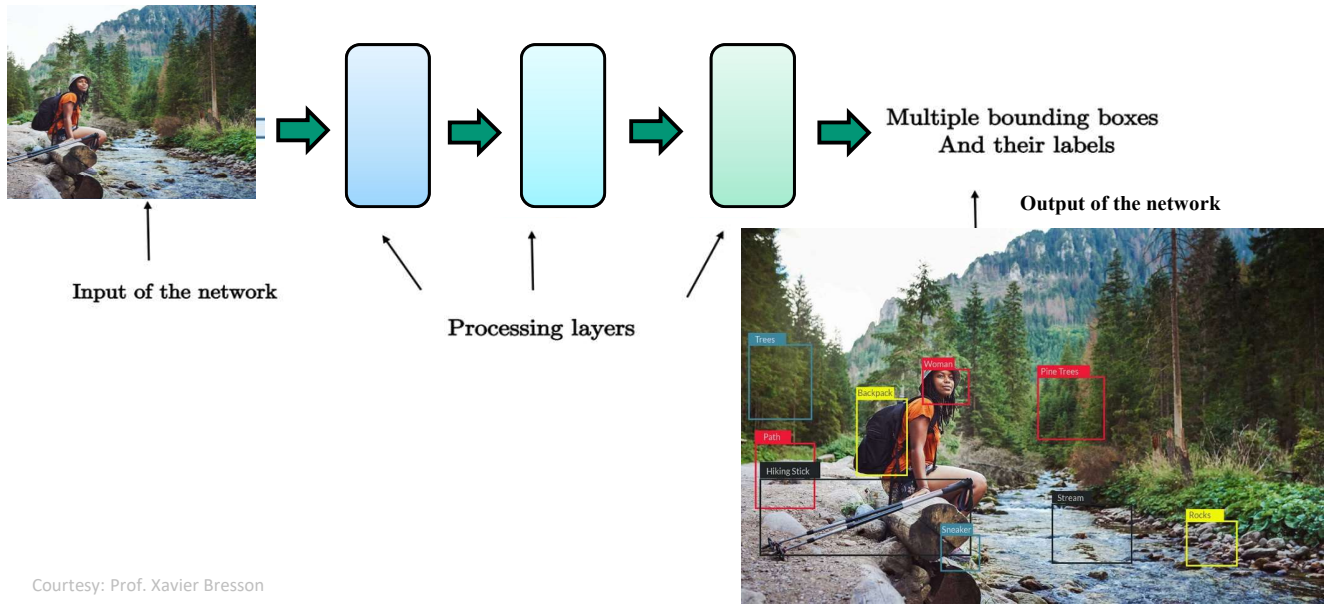 Multiple bounding boxes
And their labels
Output of the network
Input of the network
Processing layers
Trees
Woman
Pine Trees
Backpack
Path
Hiking Stick
Stream
Sneaker
Rocks
Courtesy: Prof. Xavier Bresson